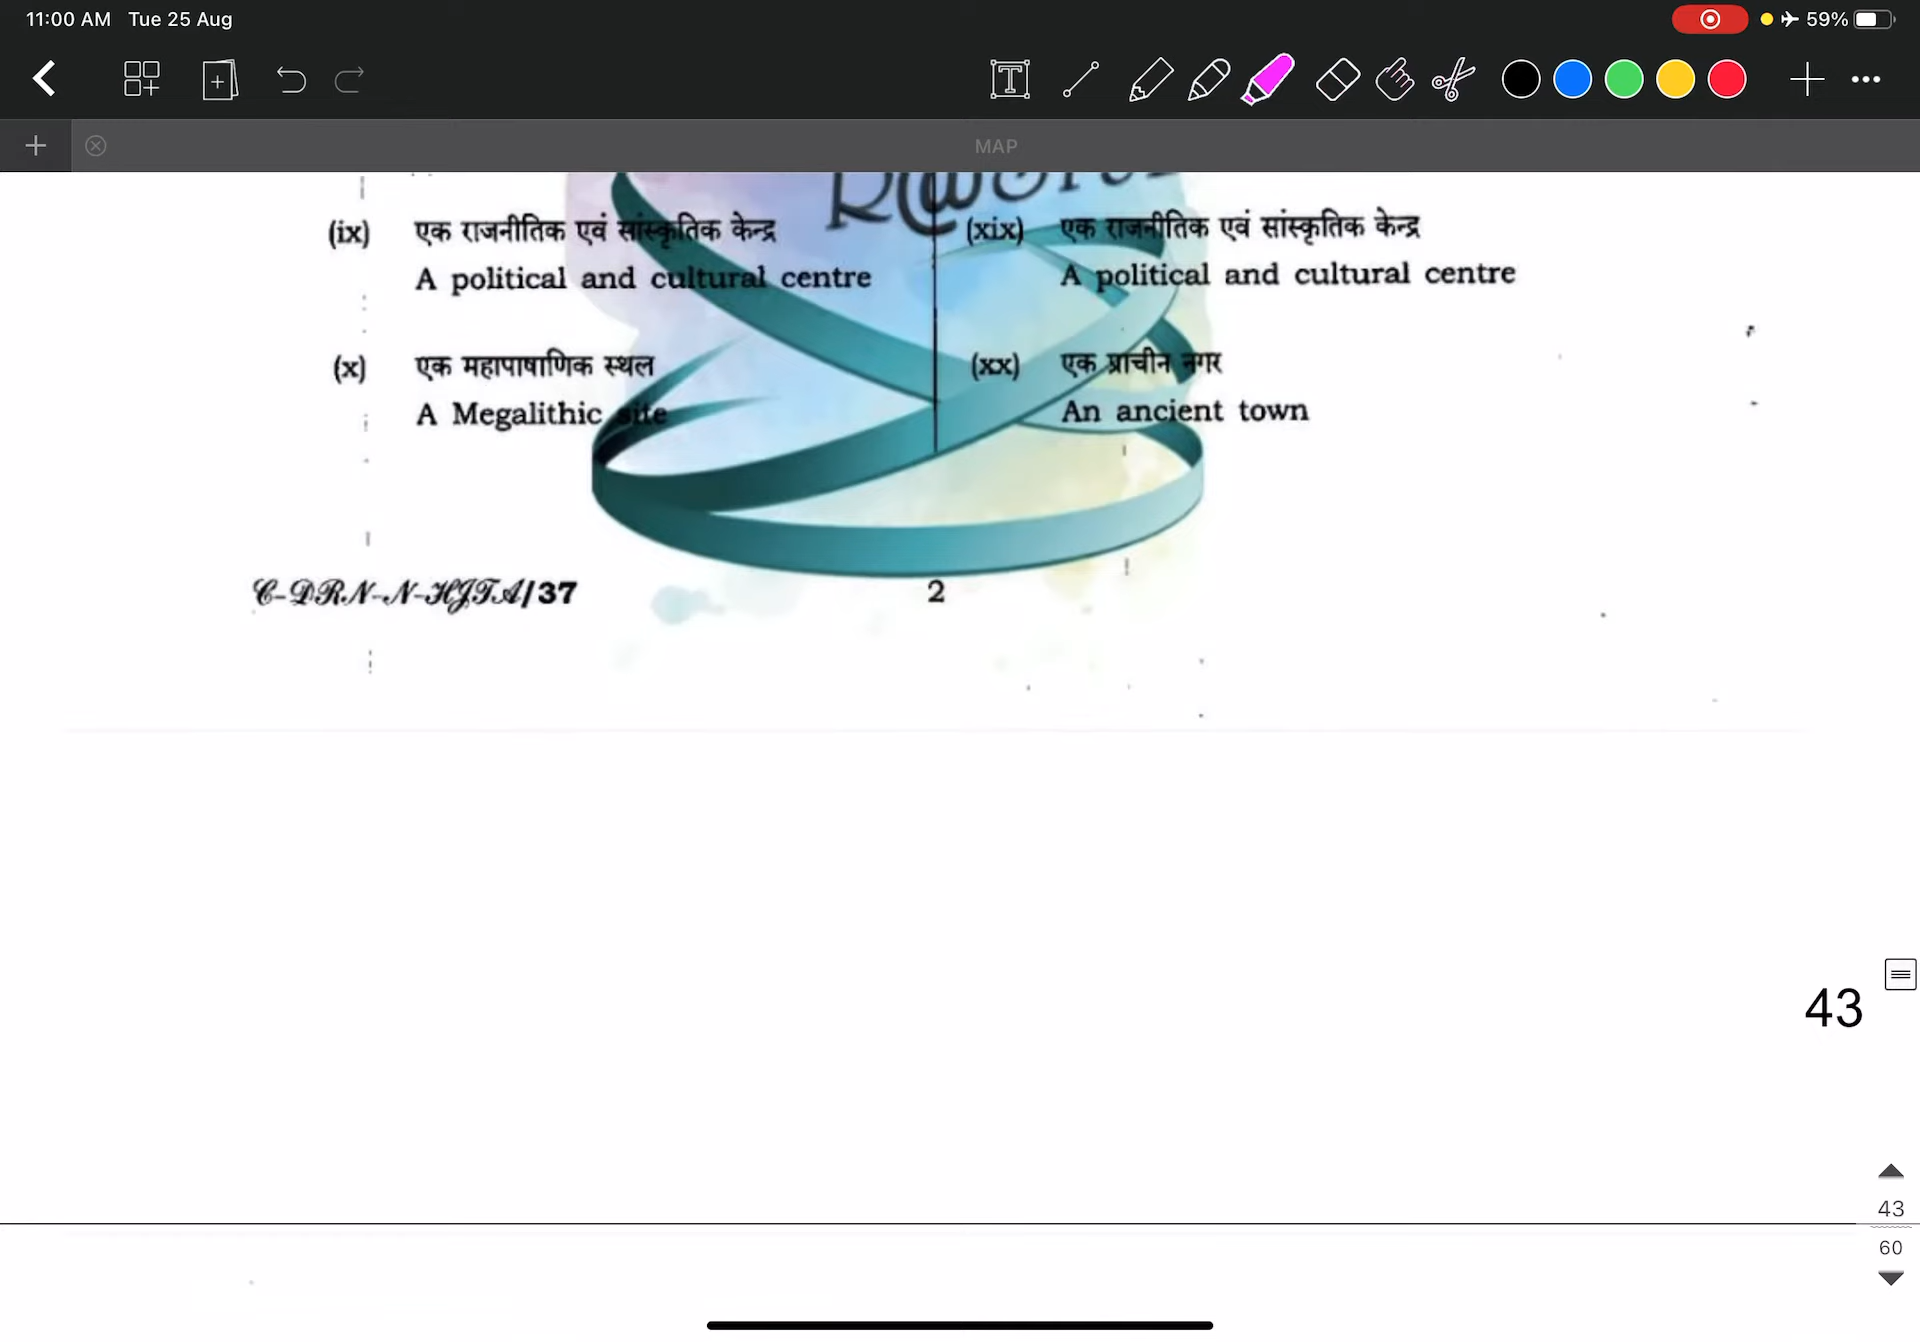 11:00 AM Tue 25 Aug
59%
MAP
(ix) एक राजनीतिक एवं सांस्कृतिक केन्द्र
A political and cultural centre
(x) एक महापाषाणिक स्थल
A Megalithic site
(xix) एक राजनीतिक एवं सांस्कृतिक केन्द्र
A political and cultural centre
(xx) एक प्राचीन नगर
An ancient town
C-DRN-N-HJTA/37
2
43
43
60